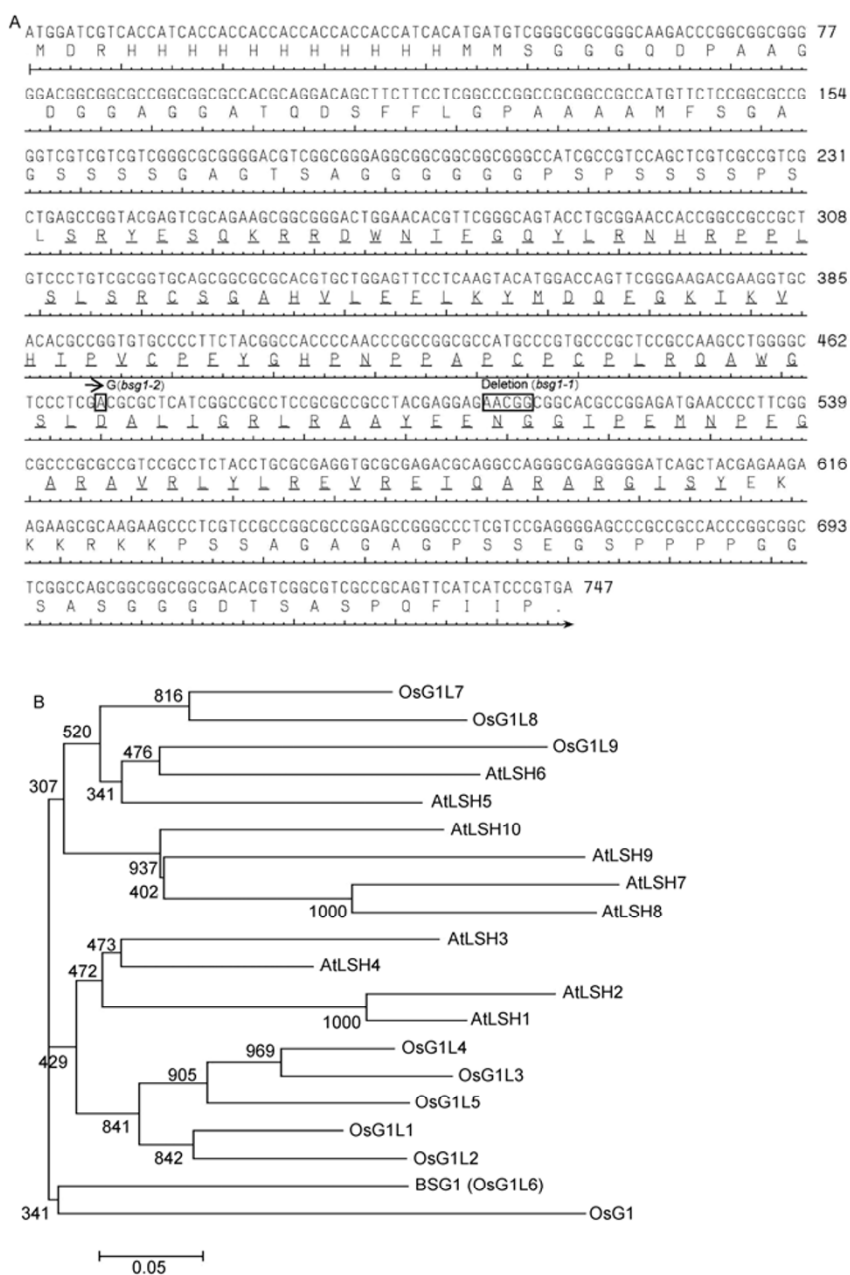 A
ATGGATCGTCACCATCACCACCACCACCACCACCACCATCACATGATGTCGGGCGGCGGGCAAGACCCGGCGGCGGG 77
M D R H H H H H H H H H H H M M S G G G Q D P A A G
GGACGGCGGCGCCGGCGGCGCCACGCAGGACAGCTTCTTCCTCGGCCCGGCCGCGGCCGCCATGTTCTCCGGCGCCG 154
D G G A G G A T Q D S F F L G P A A A A M F S G A
GGTCGTCGTCGTCGGGCGCGGGGACGTCGGCGGGAGGCGGCGGCGGCGGGCCATCGCCGTCCAGCTCGTCGCCGTCG 231
G S S S S G A G T S A G G G G G G P S P S S S S P S
CTGAGCCGGTACGAGTCGCAGAAGCGGCGGGACTGGAACACGTTCGGGCAGTACCTGCGGAACCACCGGCCGCCGCT 308
L S R Y E S Q K R R D W N T F G Q Y L R N H R P P L
GTCCCTGTCGCGGTGCAGCGGCGCGCACGTGCTGGAGTTCCTCAAGTACATGGACCAGTTCGGGAAGACGAAGGTGC 385
S L S R C S G A H V L E F L K Y M D Q F G K T K V
ACACGCCGGTGTGCCCCTTCTACGGCCACCCCAACCCGCCGGCGCCATGCCCGTGCCCGCTCCGCCAAGCCTGGGGC 462
H T P V C P F Y G H P N P P A P C P C P L R Q A W G
G(bsg1-2) Deletion (bsg1-1)
TCCCTCGACGCGCTCATCGGCCGCCTCCGCGCCGCCTACGAGGAGAACGGCGGCACGCCGGAGATGAACCCCTTCGG 539
S L D A L I G R L R A A Y E E N G G T P E M N P F G
CGCCCGCGCCGTCCGCCTCTACCTGCGCGAGGTGCGCGAGACGCAGGCCAGGGCGAGGGGGATCAGCTACGAGAAGA 616
A R A V R L Y L R E V R E T Q A R A R G I S Y E K
AGAAGCGCAAGAAGCCCTCGTCCGCCGGCGCCGGAGCCGGGCCCTCGTCCGAGGGGAGCCCGCCGCCACCCGGCGGC 693
K K R K K P S S A G A G A G P S S E G S P P P P G G
TCGGCCAGCGGCGGCGGCGACACGTCGGCGTCGCCGCAGTTCATCATCCCGTGA 747
S A S G G G D T S A S P Q F I I P .
B
816
OsG1L7
OsG1L8
520
476
OsG1L9
AtLSH6
307
341
AtLSH5
AtLSH10
937
AtLSH9
402
AtLSH7
1000
AtLSH8
473
AtLSH3
472
AtLSH4
AtLSH2
1000
AtLSH1
969
OsG1L4
429
905
OsG1L3
OsG1L5
841
OsG1L1
842
OsG1L2
BSG1 (OsG1L6)
341
OsG1
0.05